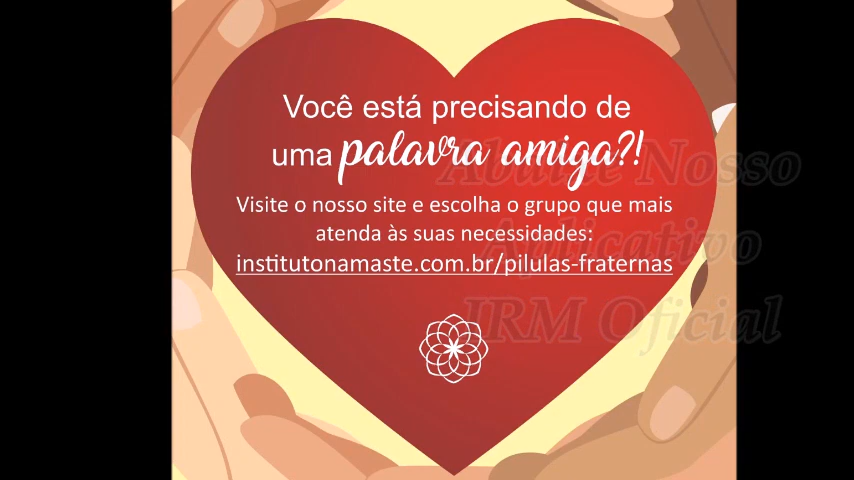 Você está precisando de
uma palavra amiga?!
Visite o nosso site e escolha o grupo que mais
atenda às suas necessidades:
institutonamaste.com.br/pilulas-fraternas
Nosso
Aplicativo
IRM Oficial